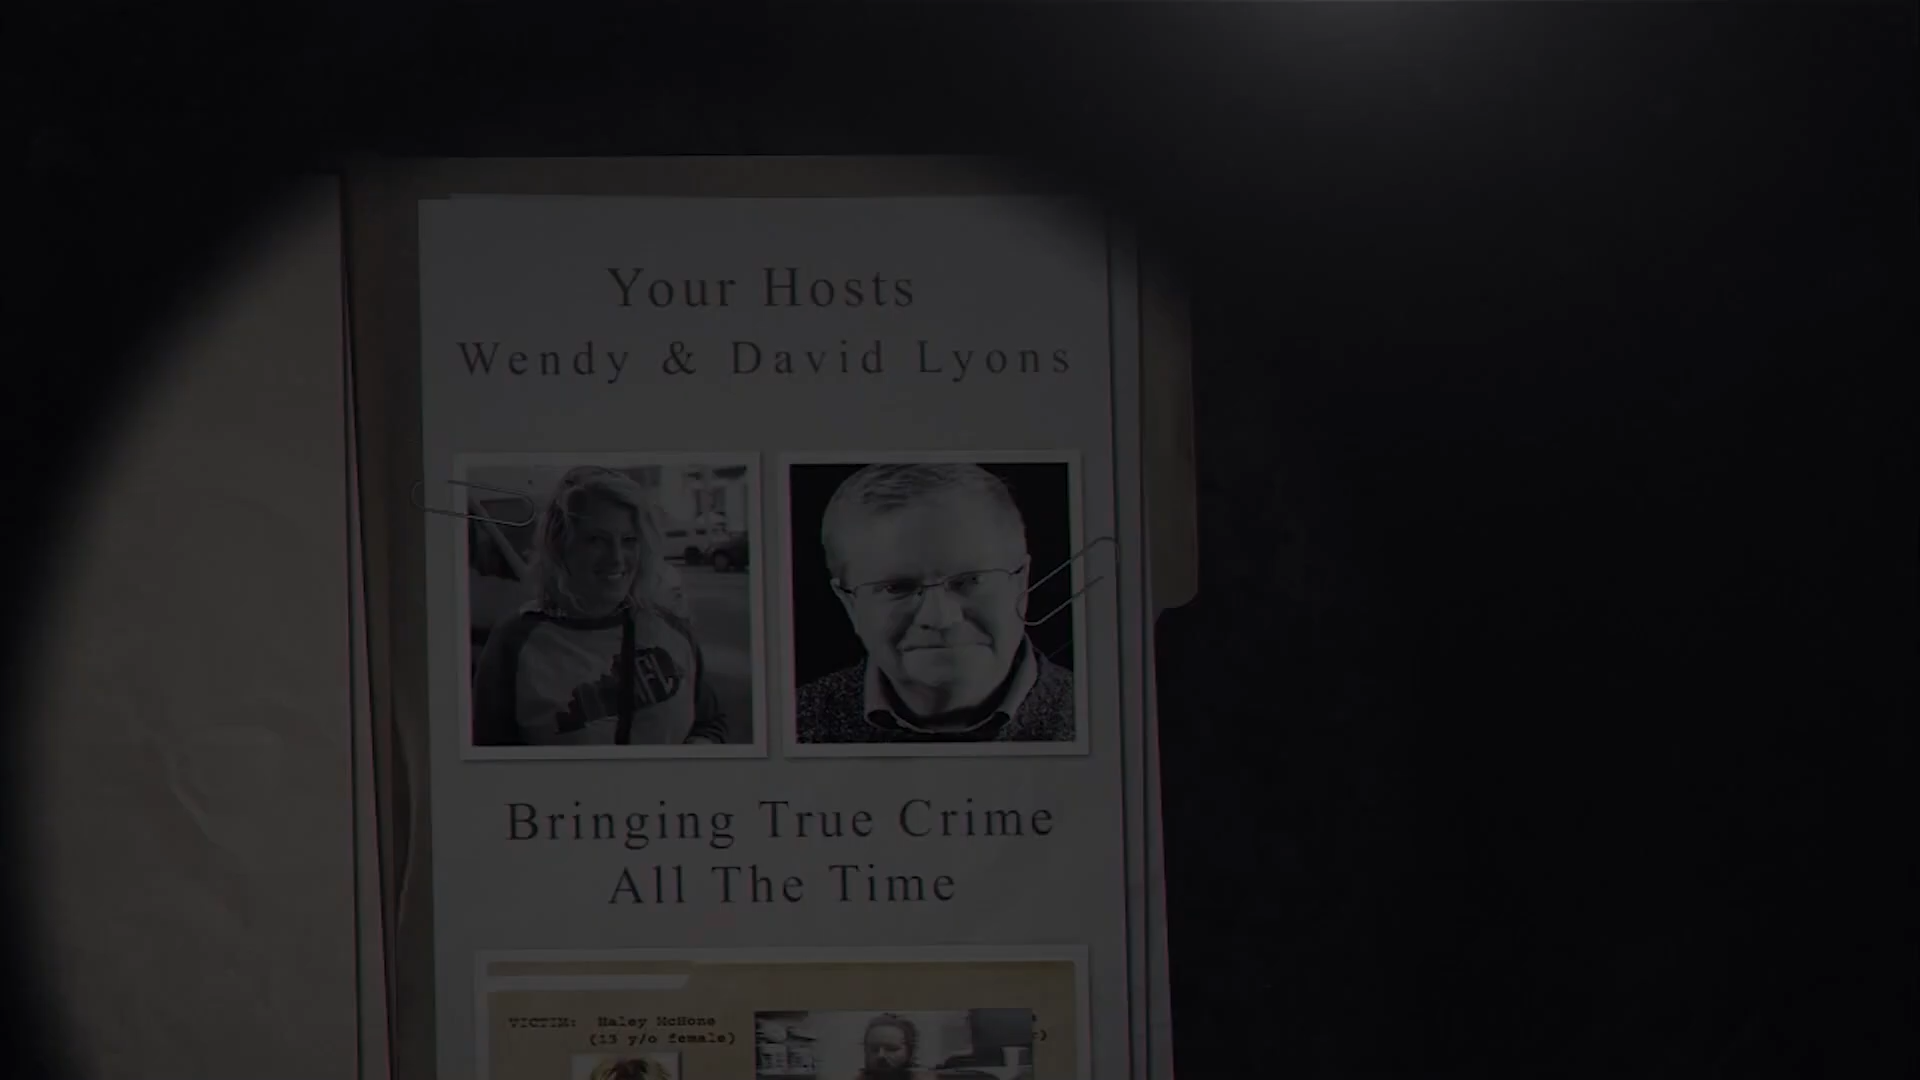 Your Hosts
Wendy & David Lyons
Bringing True Crime
All The Time
VICTIM: Haley McHone
(13 y/o female)